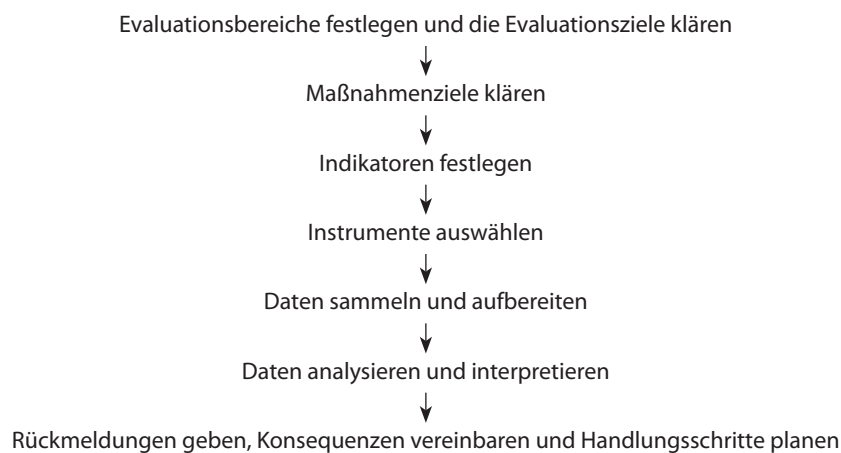 Evaluationsbereiche festlegen und die Evaluationsziele klären
Maßnahmenziele klären
Indikatoren festlegen
Instrumente auswählen
Daten sammeln und aufbereiten
Daten analysieren und interpretieren
Rückmeldungen geben, Konsequenzen vereinbaren und Handlungsschritte planen